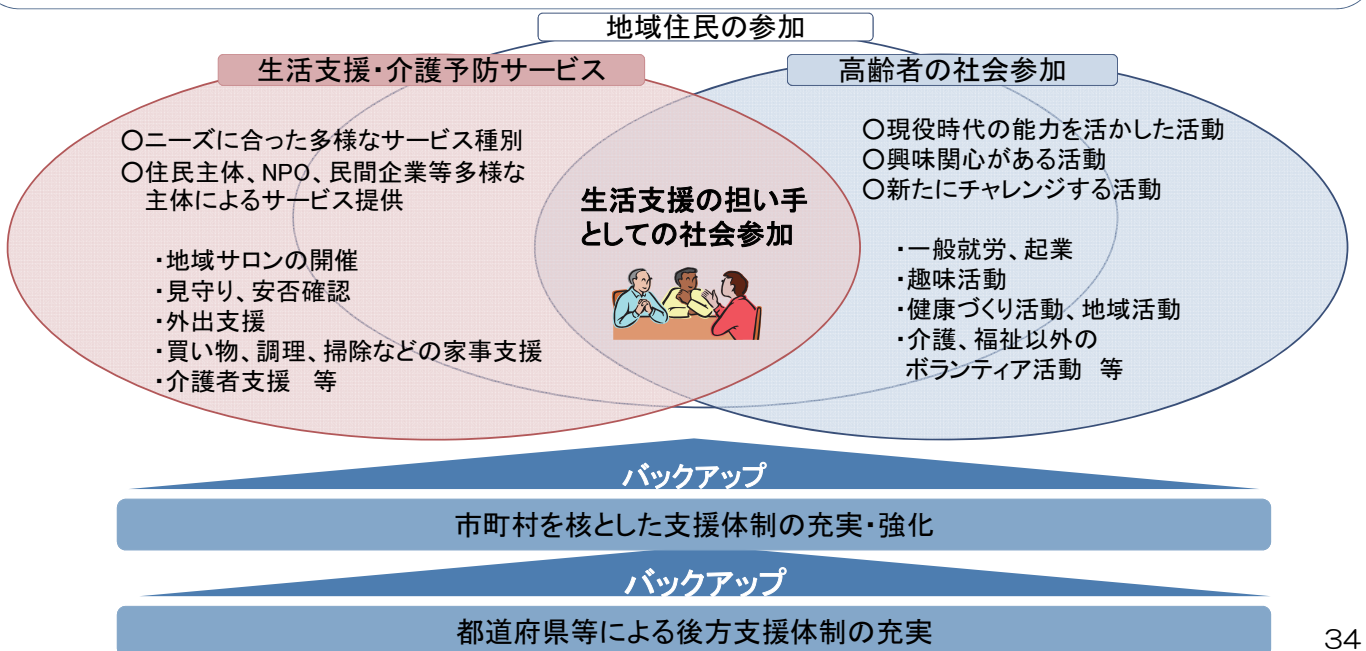 地域住民の参加
生活支援・介護予防サービス
○ニーズに合った多様なサービス種別
○住民主体、NPO、民間企業等多様な
主体によるサービス提供
・地域サロンの開催
・見守り、安否確認
・外出支援
・買い物、調理、掃除などの家事支援
・介護者支援　等
生活支援の担い手
としての社会参加
高齢者の社会参加
○現役時代の能力を活かした活動
○興味関心がある活動
○新たにチャレンジする活動
・一般就労、起業
・趣味活動
・健康づくり活動、地域活動
・介護、福祉以外の
ボランティア活動　等
バックアップ
市町村を核とした支援体制の充実・強化
バックアップ
都道府県等による後方支援体制の充実
34